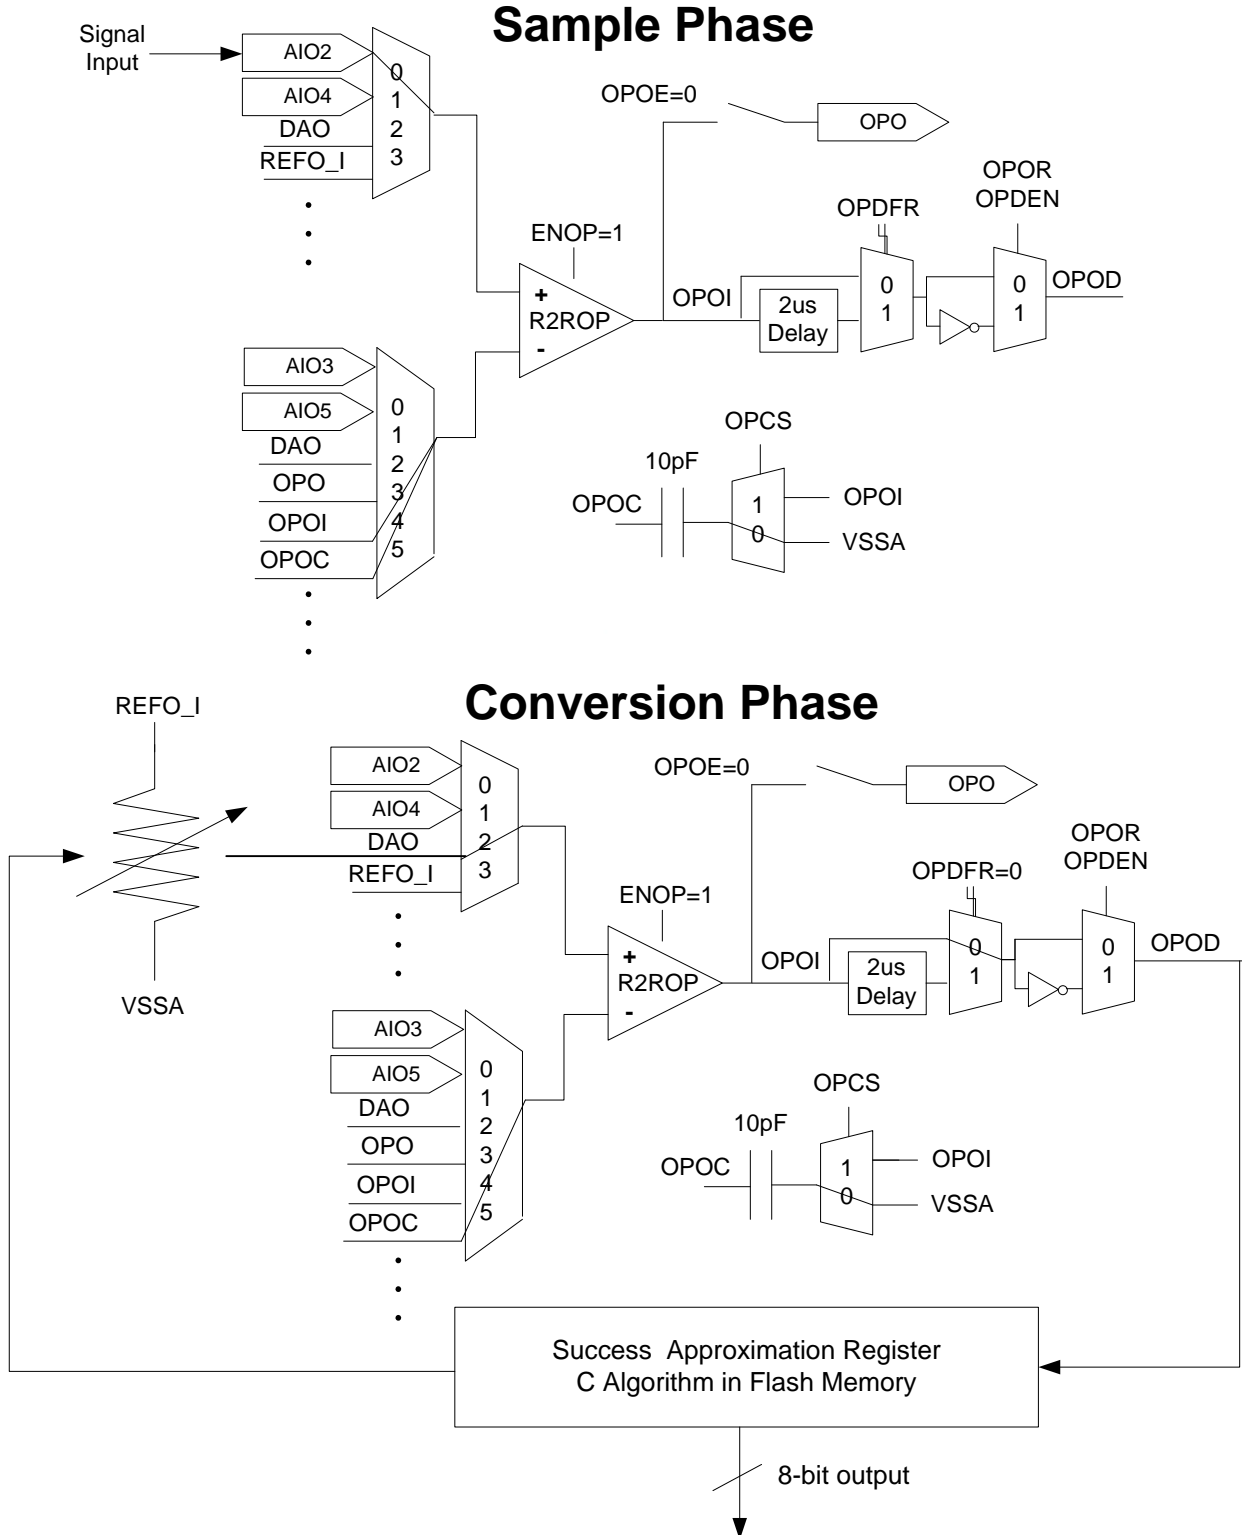 Sample Phase
Signal
Input
AIO2
AIO4
DAO
REFO_I
0
1
2
3
OPOE=0
OPO
ENOP=1
+
R2ROP
-
OPOI
2us
Delay
OPDFR
0
1
OPOR
OPDEN
0
1
OPOD
AIO3
AIO5
DAO
OPO
OPOI
OPOC
0
1
2
3
4
5
OPCS
10pF
OPOC
1
0
OPOI
VSSA
Conversion Phase
REFO_I
VSSA
AIO2
AIO4
DAO
REFO_I
0
1
2
3
OPOE=0
OPO
ENOP=1
+
R2ROP
-
OPOI
2us
Delay
OPDFR=0
0
1
OPOR
OPDEN
0
1
OPOD
AIO3
AIO5
DAO
OPO
OPOI
OPOC
0
1
2
3
4
5
OPCS
10pF
OPOC
1
0
OPOI
VSSA
Success Approximation Register
C Algorithm in Flash Memory
8-bit output